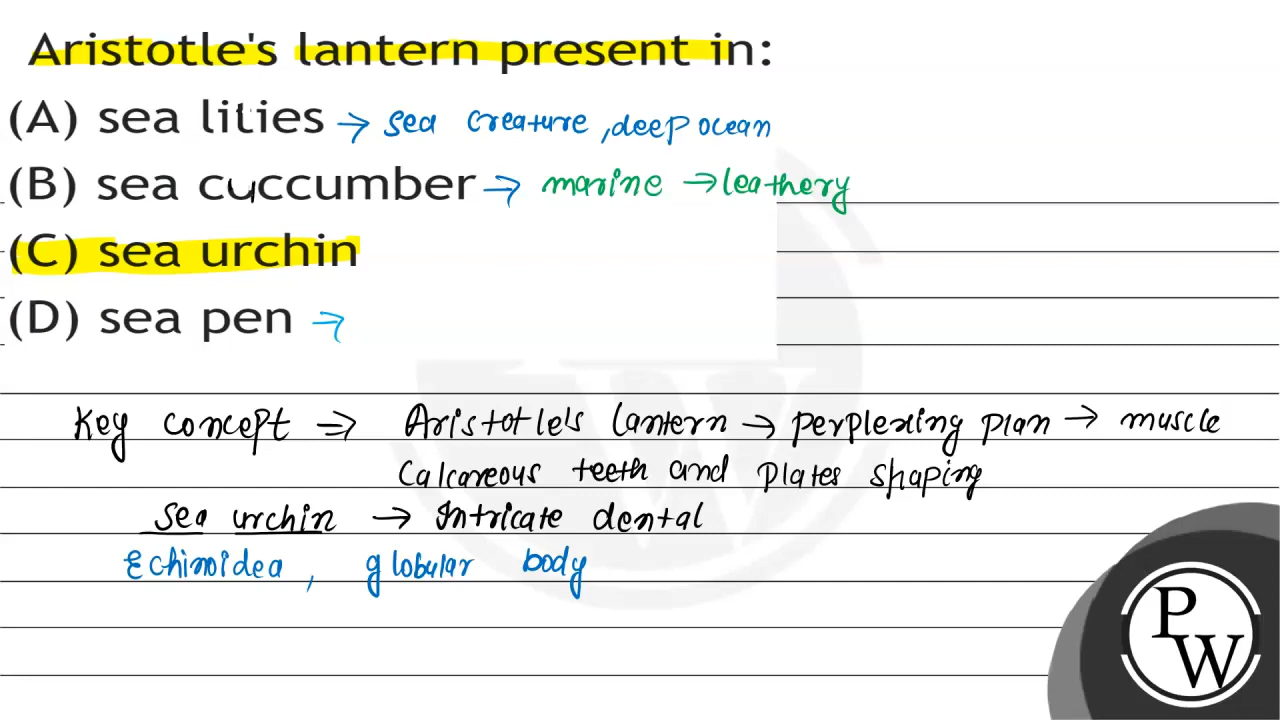 Aristotle's lantern present in:
(A) sea lilies → sea creature, deep ocean
(B) sea cuccumber → marine → leathery
(C) sea urchin
(D) sea pen →
Key concept ⇒ Aristotle's lantern → perplexing plan → muscle
Calcareous teeth and plates shaping
sea urchin → Intricate dental
Echinoidea, globular body
P
W